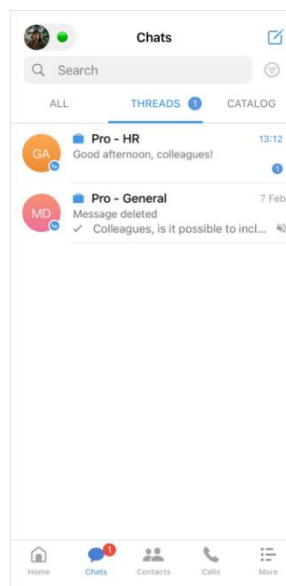 Chats
Search
ALL
THREADS 1
CATALOG
GA
Pro - HR
13:12
Good afternoon, colleagues!
1
MD
Pro - General
7 Feb
Message deleted
Colleagues, is it possible to incl...
1
Home
Chats
Contacts
Calls
More